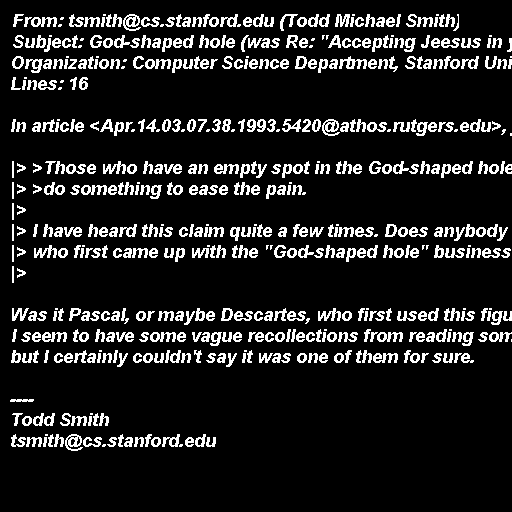 From: tsmith@cs.stanford.edu (Todd Michael Smith)
Subject: God-shaped hole (was Re: "Accepting Jeesus in y
Organization: Computer Science Department, Stanford Uni
Lines: 16

In article <Apr.14.03.07.38.1993.5420@athos.rutgers.edu>,

|> >Those who have an empty spot in the God-shaped hole
|> >do something to ease the pain.
|>
|> I have heard this claim quite a few times. Does anybody
|> who first came up with the "God-shaped hole" business
|>

Was it Pascal, or maybe Descartes, who first used this figu
I seem to have some vague recollections from reading som
but I certainly couldn't say it was one of them for sure.

----
Todd Smith
tsmith@cs.stanford.edu